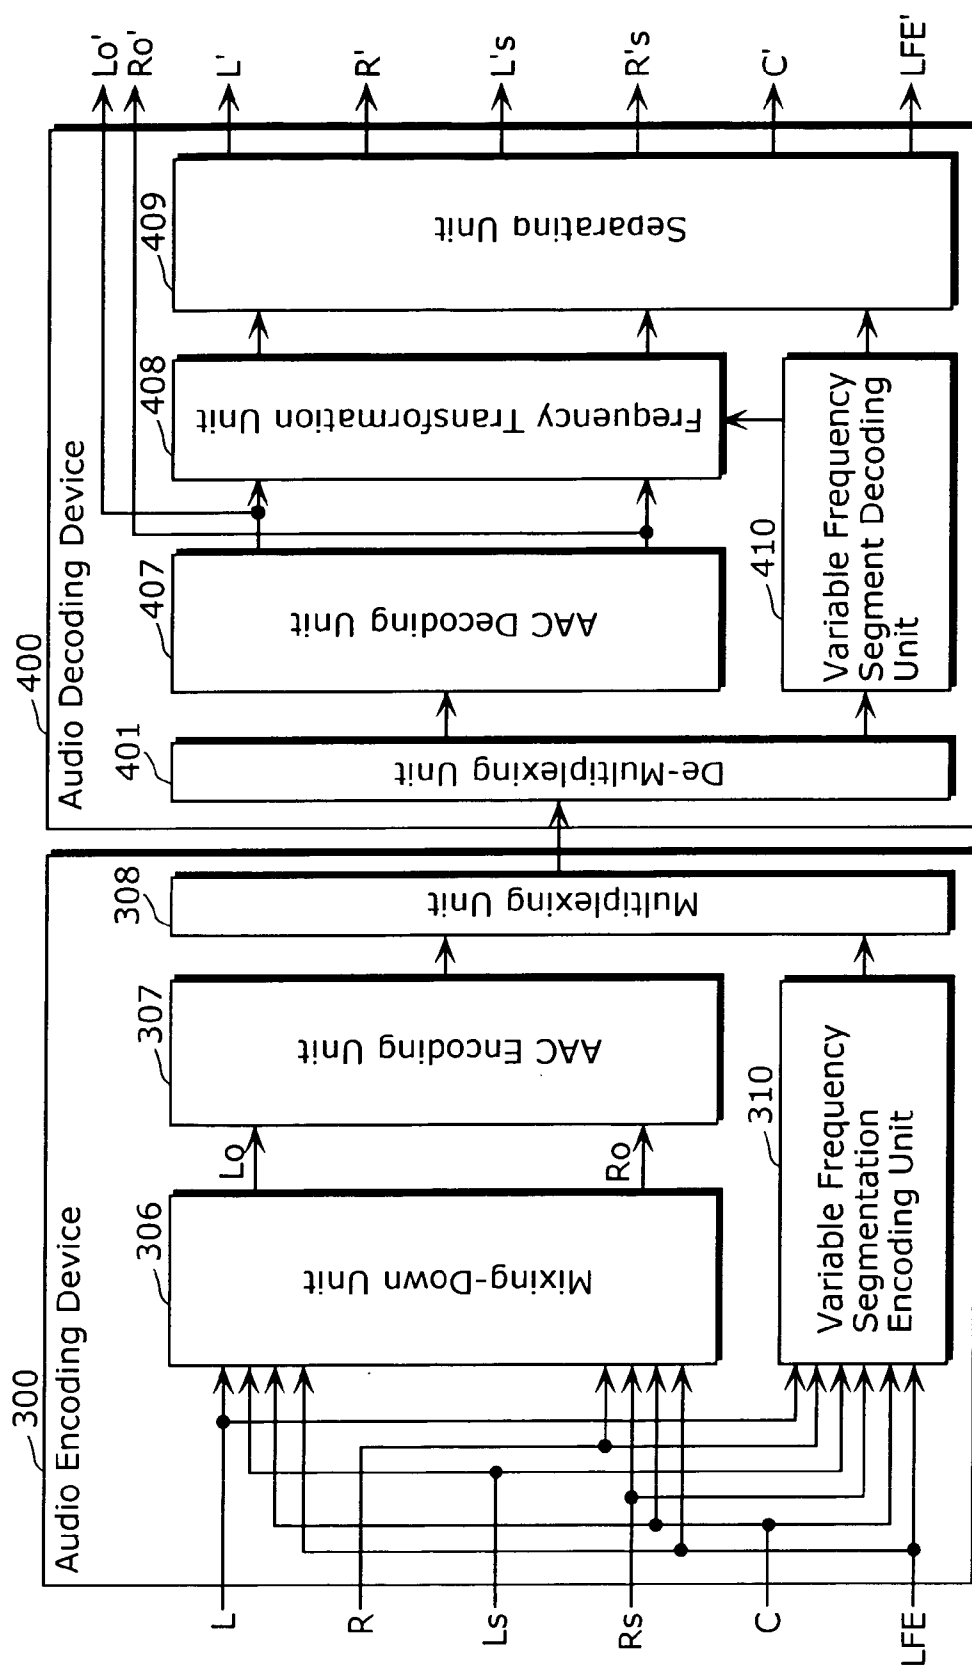 300
Audio Encoding Device
L
R
Ls
Rs
C
LFE
306
Mixing-Down Unit
Lo
Ro
307
AAC Encoding Unit
310
Variable Frequency
Segmentation
Encoding Unit
308
Multiplexing Unit
400
Audio Decoding Device
401
De-Multiplexing Unit
407
AAC Decoding Unit
408
Frequency Transformation Unit
410
Variable Frequency
Segment Decoding
Unit
409
Separating Unit
Lo'
Ro'
L'
R'
L's
R's
C'
LFE'